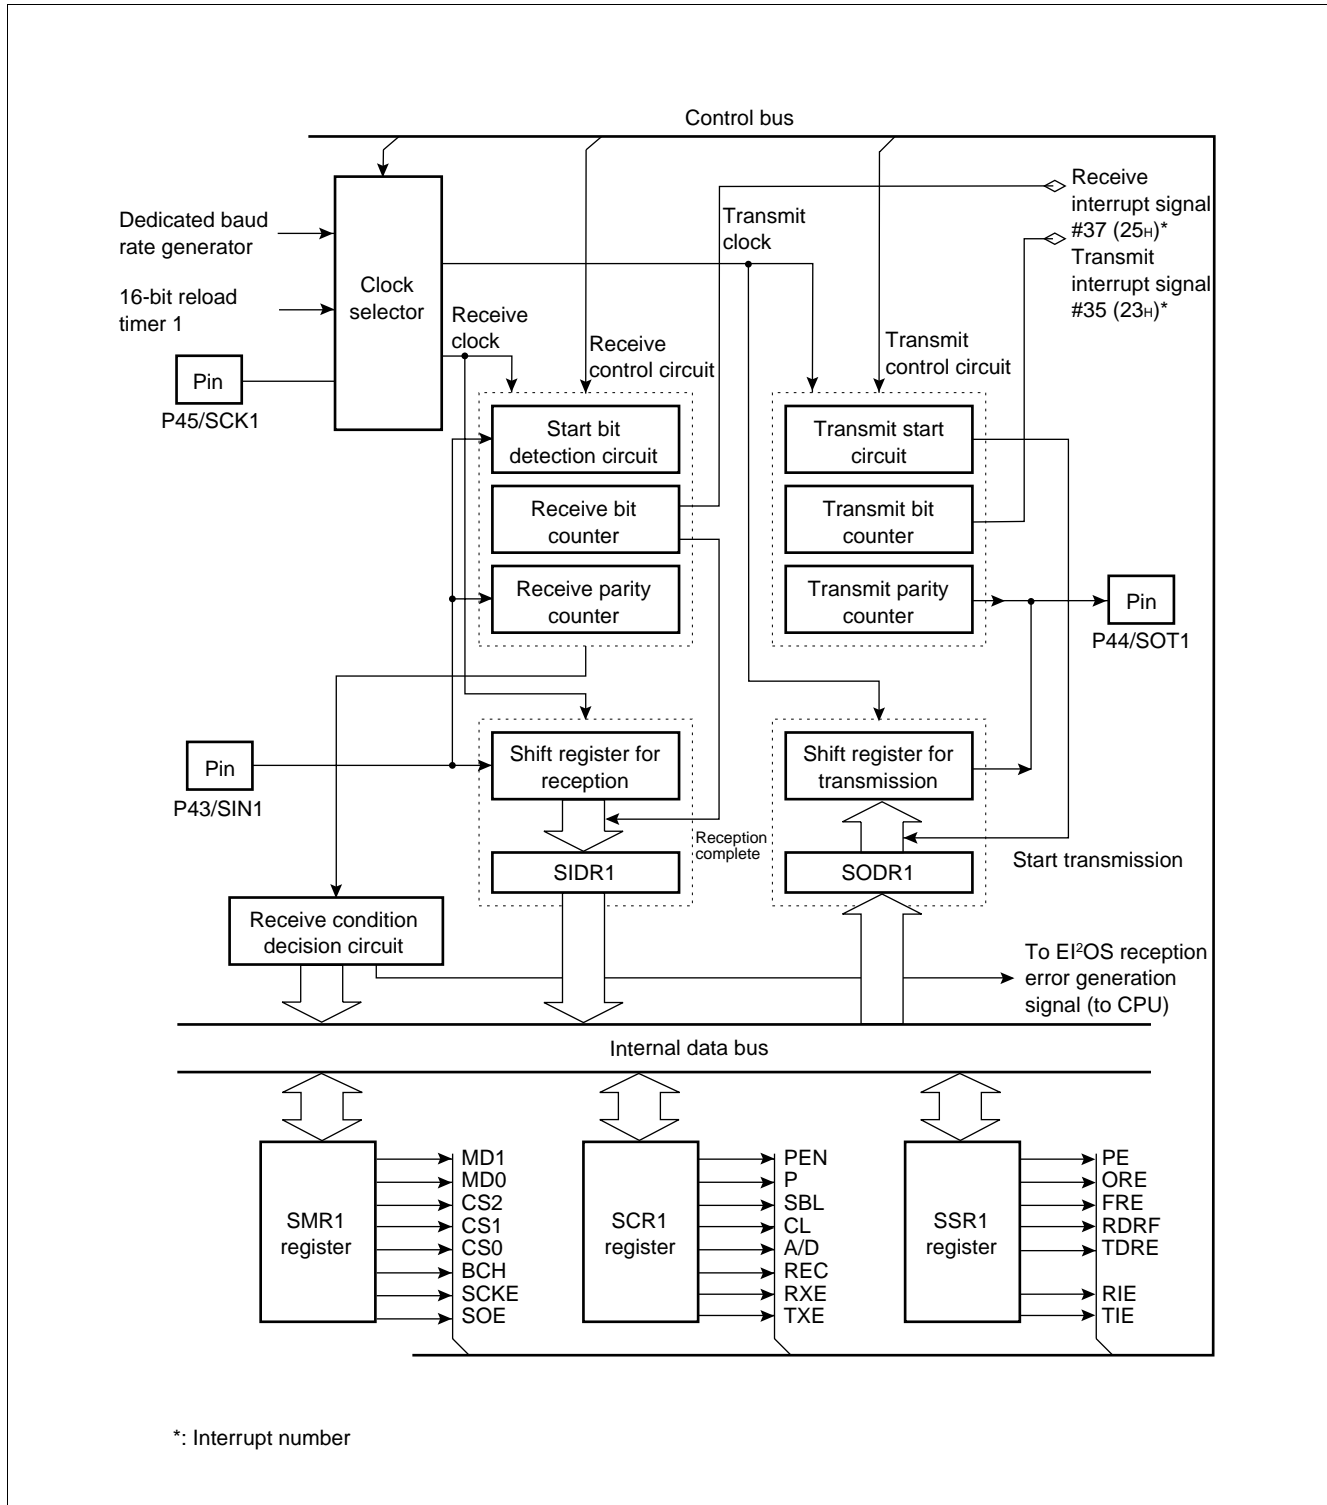 Control bus
Dedicated baud
rate generator
16-bit reload
timer 1
Pin
P45/SCK1
Clock
selector
Receive
clock
Transmit
clock
Receive
control circuit
Transmit
control circuit
Receive
interrupt signal
#37 (25H)*
Transmit
interrupt signal
#35 (23H)*
Start bit
detection circuit
Receive bit
counter
Receive parity
counter
Transmit start
circuit
Transmit bit
counter
Transmit parity
counter
Pin
P44/SOT1
Pin
P43/SIN1
Shift register for
reception
Shift register for
transmission
Reception
complete
Start transmission
SIDR1
SODR1
Receive condition
decision circuit
To EI²OS reception
error generation
signal (to CPU)
Internal data bus
SMR1
register
MD1
MD0
CS2
CS1
CS0
BCH
SCKE
SOE
SCR1
register
PEN
P
SBL
CL
A/D
REC
RXE
TXE
SSR1
register
PE
ORE
FRE
RDRF
TDRE
RIE
TIE
*: Interrupt number